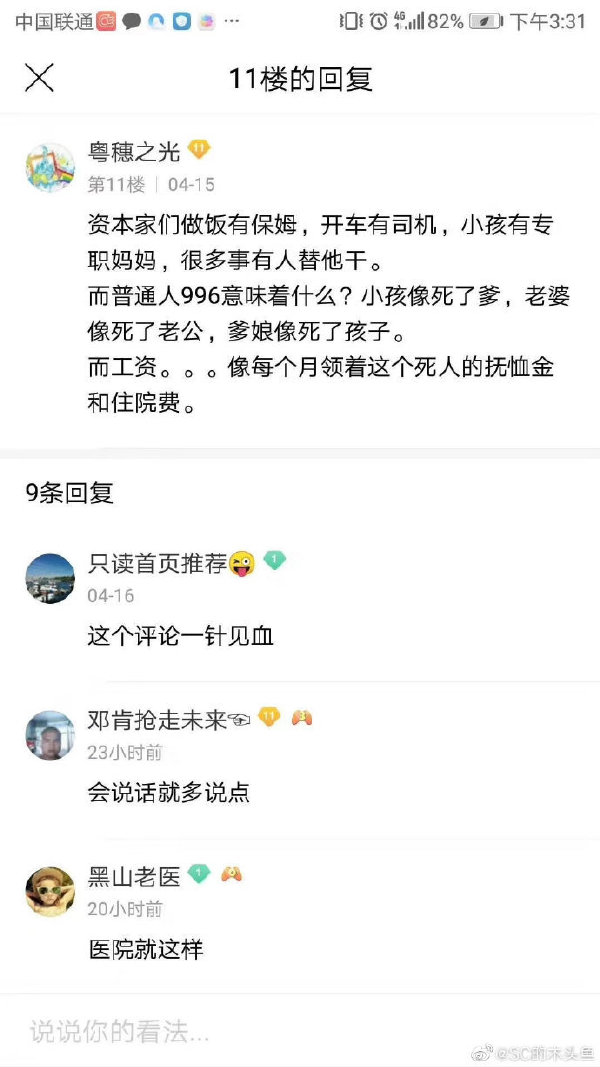 中国联通
4G
82%
下午3:31
11楼的回复
粤穗之光 11
第11楼 | 04-15
资本家们做饭有保姆，开车有司机，小孩有专
职妈妈，很多事有人替他干。
而普通人996意味着什么？小孩像死了爹，老婆
像死了老公，爹娘像死了孩子。
而工资。。。像每个月领着这个死人的抚恤金
和住院费。
9条回复
只读首页推荐😜 1
04-16
这个评论一针见血
邓肯抢走未来☜ 11
23小时前
会说话就多说点
黑山老医 1
20小时前
医院就这样
说说你的看法...
@SC的木头鱼